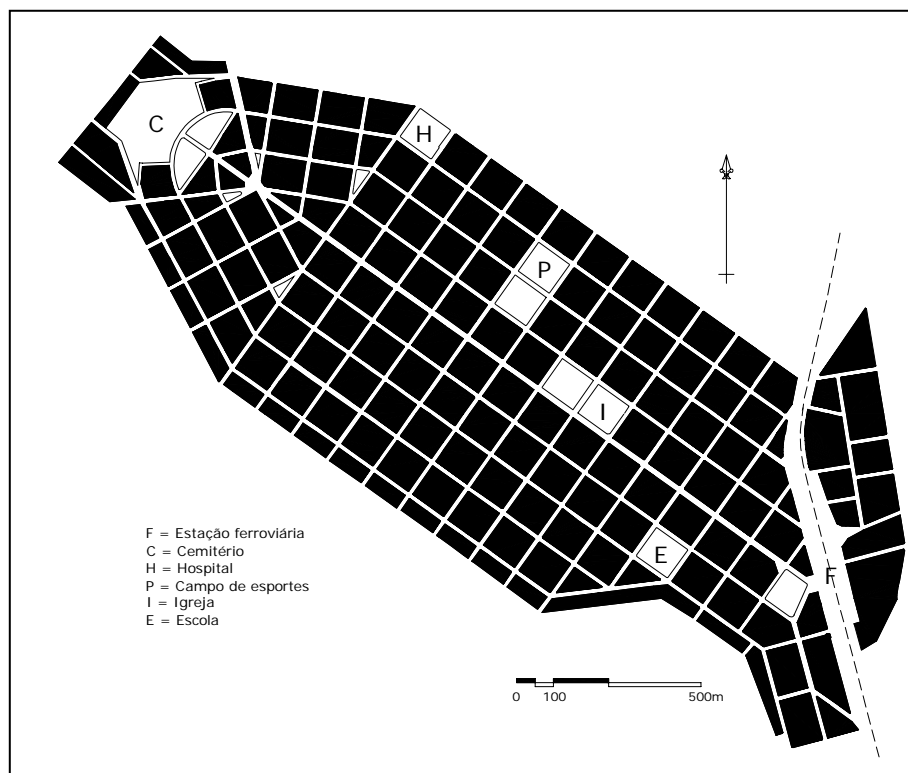 C
H
P
I
E
F
F = Estação ferroviária
C = Cemitério
H = Hospital
P = Campo de esportes
I = Igreja
E = Escola
0 100 500m